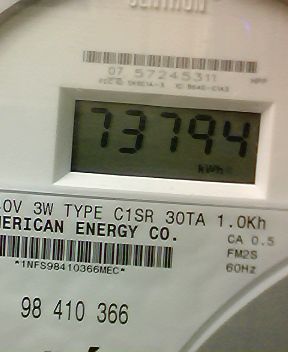 07 57245311
73794
kWh
0V 3W TYPE C1SR 30TA 1.0Kh
MERICAN ENERGY CO.
CA 0.5
*1NFS98410366MEC*
FM2S
60Hz
98 410 366